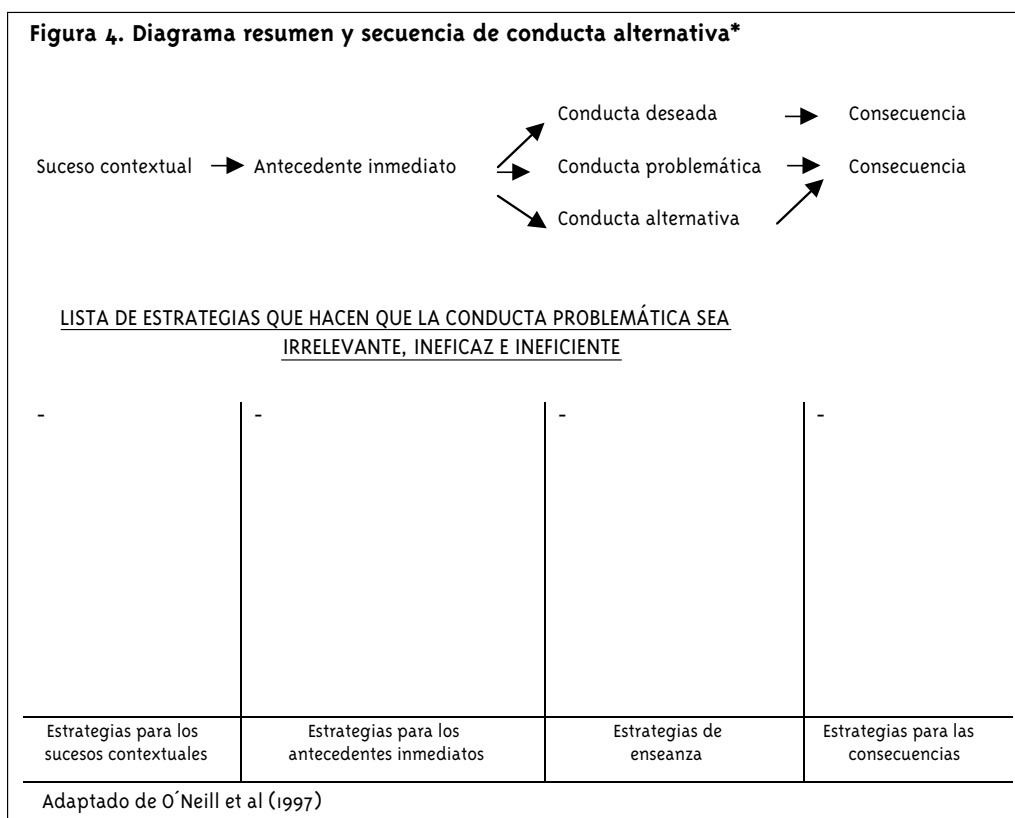 Figura 4. Diagrama resumen y secuencia de conducta alternativa*
Conducta deseada Consecuencia
Suceso contextual Antecedente inmediato Conducta problemática Consecuencia
Conducta alternativa
LISTA DE ESTRATEGIAS QUE HACEN QUE LA CONDUCTA PROBLEMÁTICA SEA
IRRELEVANTE, INEFICAZ E INEFICIENTE
- - - -
Estrategias para los Estrategias para los Estrategias de Estrategias para las
sucesos contextuales antecedentes inmediatos enseanza consecuencias
Adaptado de O´Neill et al (1997)